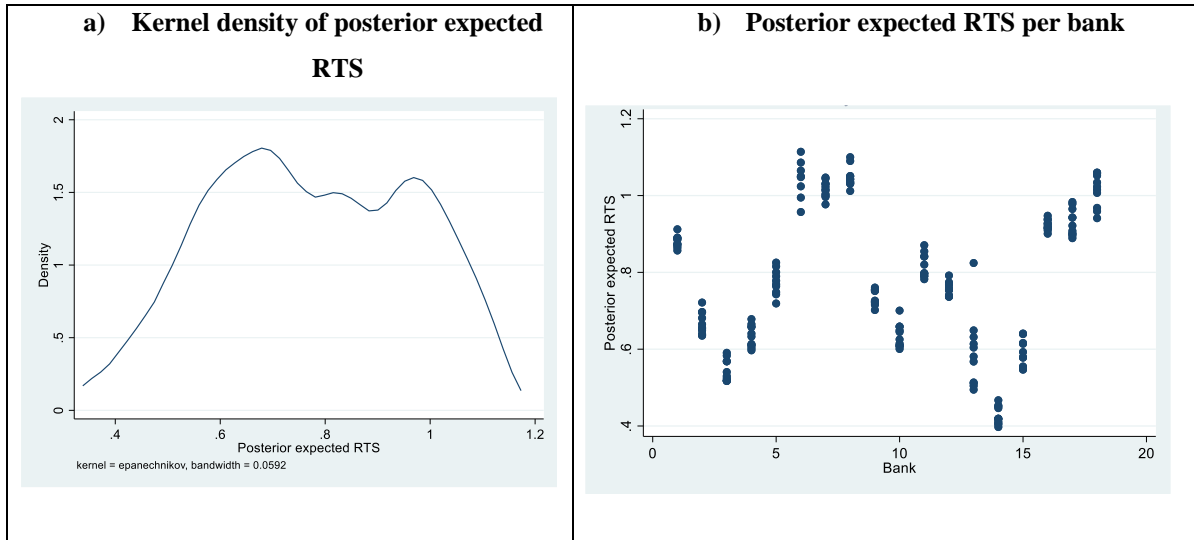 a) Kernel density of posterior expected
RTS
2
1.5
1
.5
0
Density
.4 .6 .8 1 1.2
Posterior expected RTS
kernel = epanechnikov, bandwidth = 0.0592
b) Posterior expected RTS per bank
1.2
1
.8
.6
.4
Posterior expected RTS
0 5 10 15 20
Bank